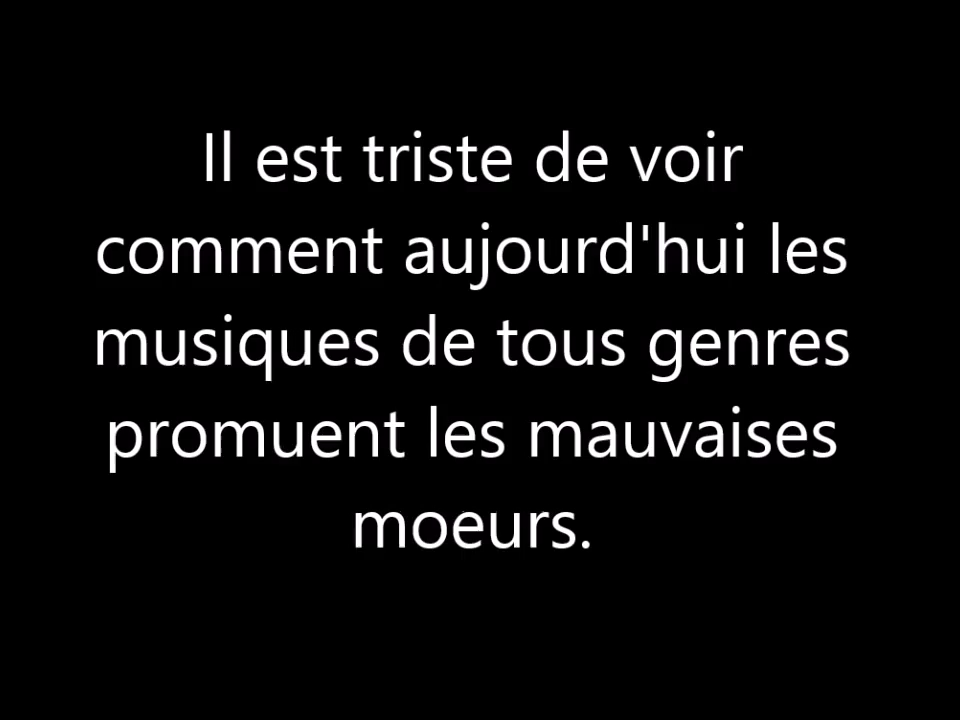 Il est triste de voir
comment aujourd'hui les
musiques de tous genres
promuent les mauvaises
moeurs.